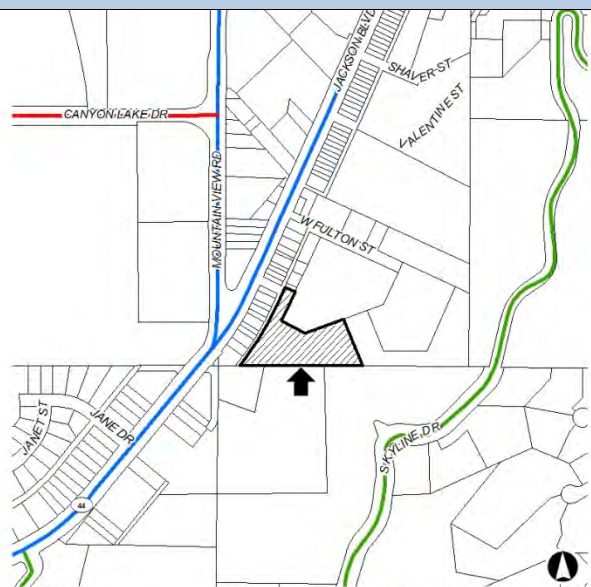 JACKSON BLVD
SHAVER ST
VALENTINE ST
CANYON LAKE DR
MOUNTAIN VIEW RD
W FULTON ST
JANET ST
JANE DR
SKYLINE DR
44